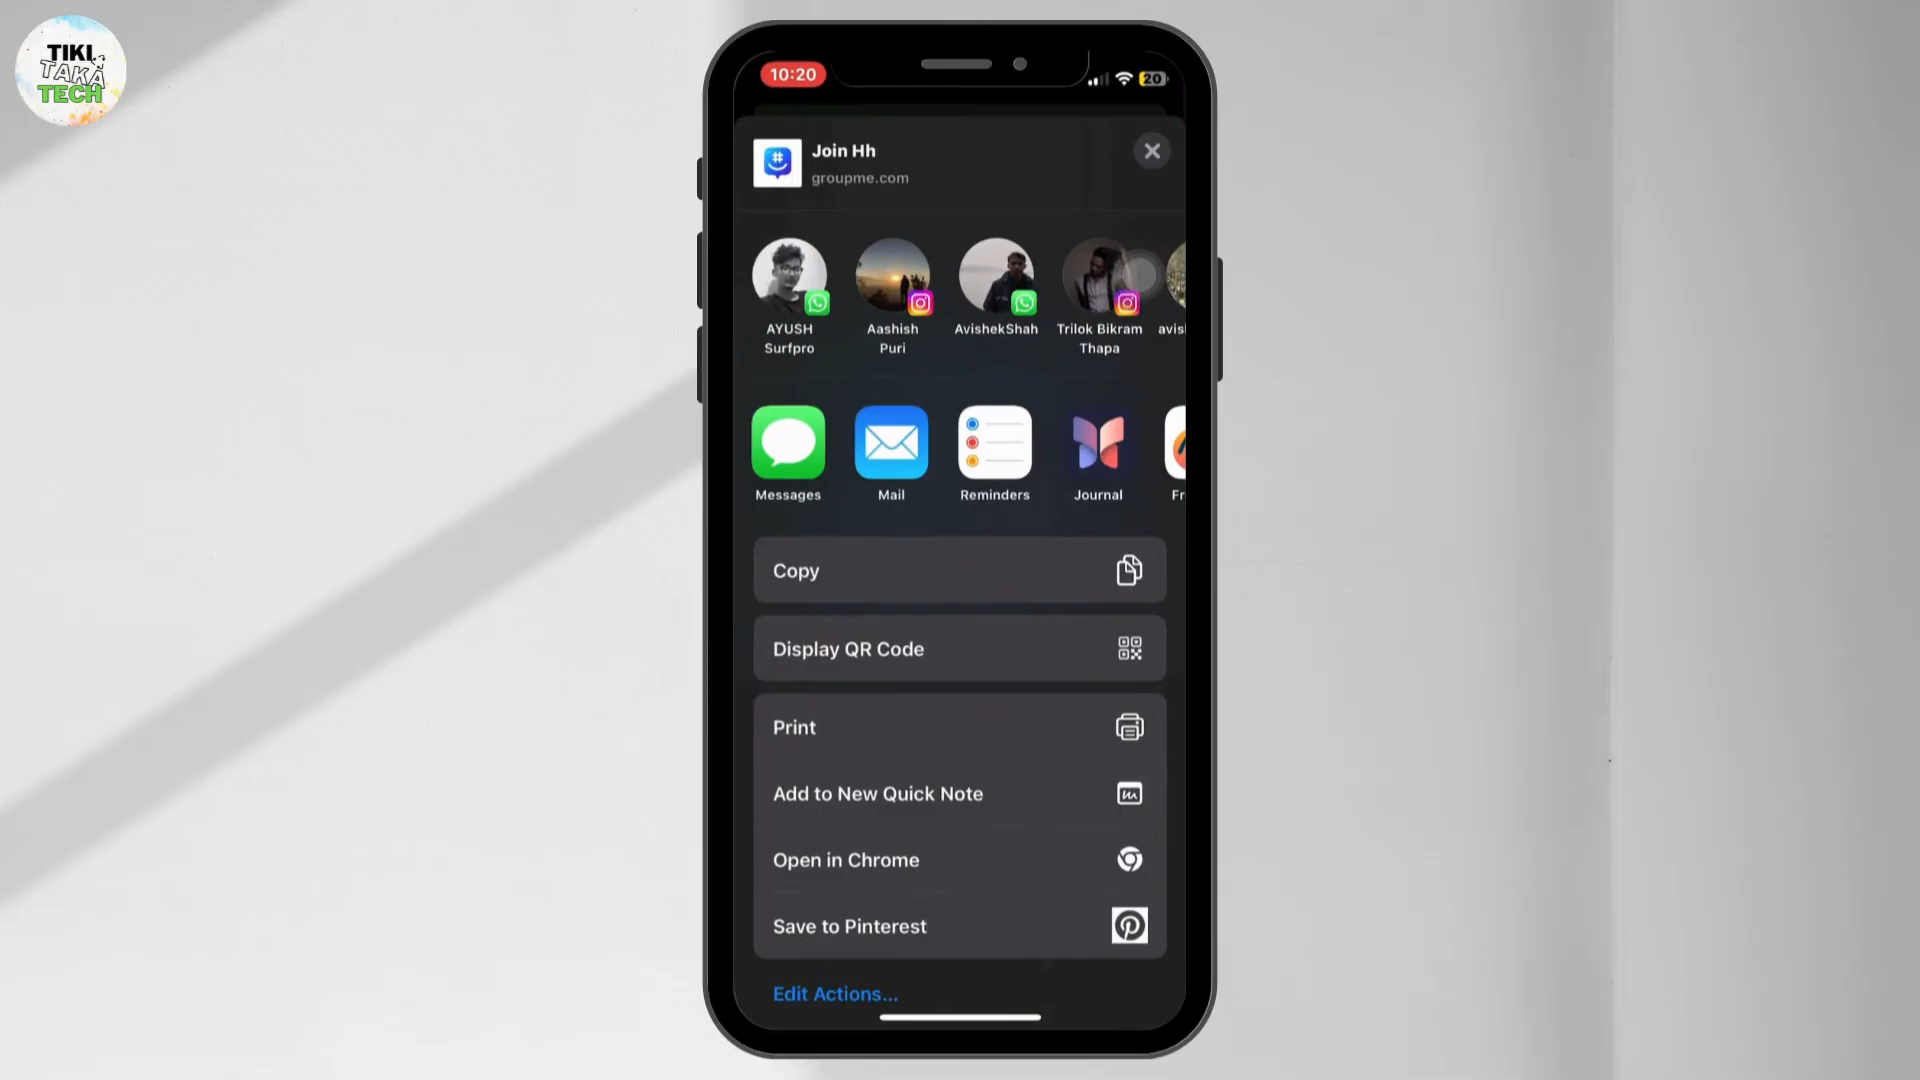 TIKI
TAKA
TECH
10:20
20
Join Hh
groupme.com
AYUSH
Surfpro
Aashish
Puri
AvishekShah
Trilok Bikram
Thapa
avis
Messages
Mail
Reminders
Journal
Fr
Copy
Display QR Code
Print
Add to New Quick Note
Open in Chrome
Save to Pinterest
Edit Actions...